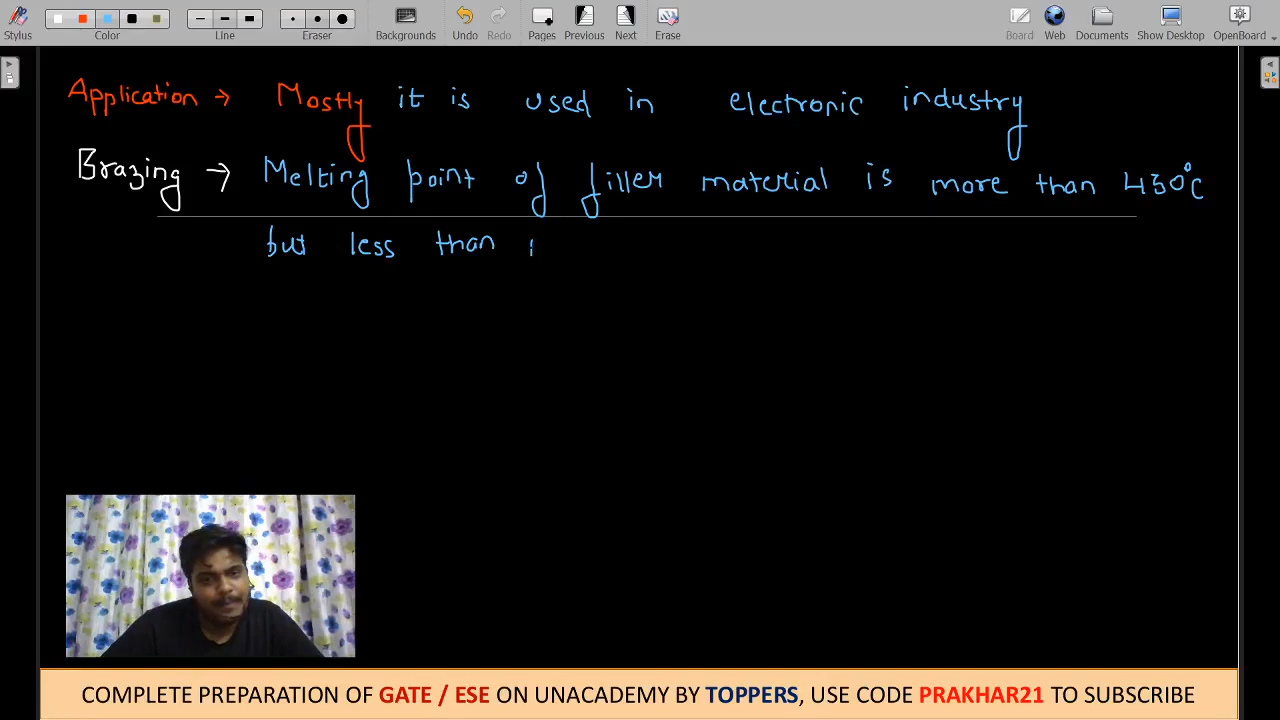 Stylus Color Line Eraser Backgrounds Undo Redo Pages Previous Next Erase Board Web Documents Show Desktop OpenBoard
Application → Mostly it is used in electronic industry
Brazing → Melting point of filler material is more than 450°C
but less than
COMPLETE PREPARATION OF GATE / ESE ON UNACADEMY BY TOPPERS, USE CODE PRAKHAR21 TO SUBSCRIBE